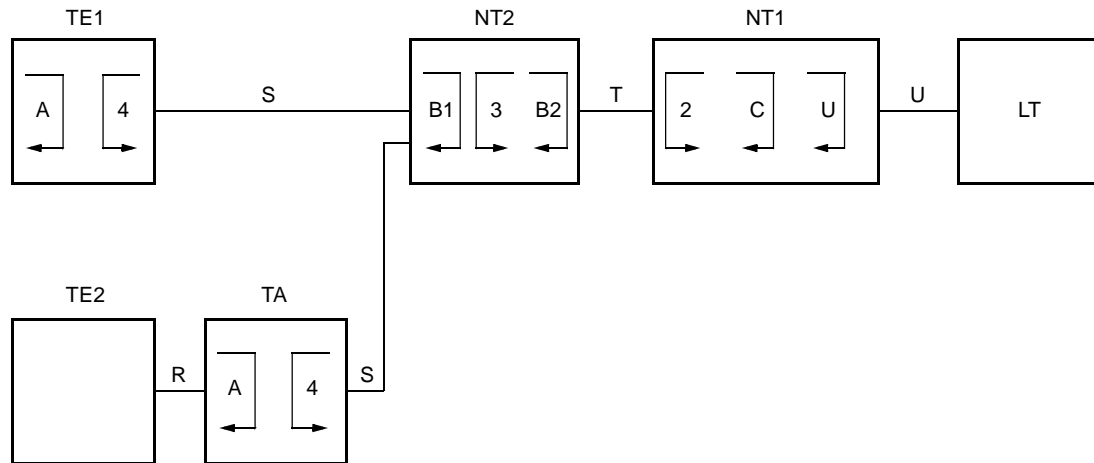 TE1 NT2 NT1
S T U
A 4 B1 3 B2 2 C U LT
TE2 TA
R S
A 4